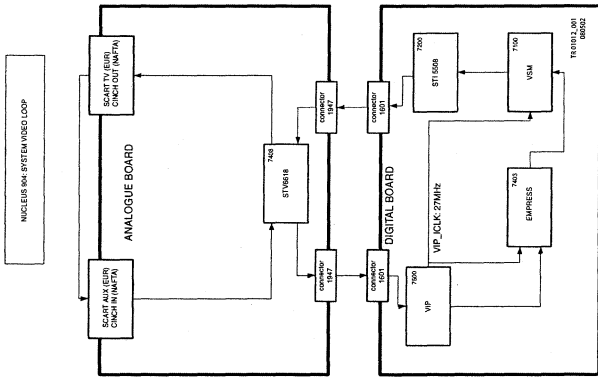 NUCLEUS 904: SYSTEM VIDEO LOOP
SCART AUX (EUR)
CINCH IN (NAFTA)
SCART TV (EUR)
CINCH OUT (NAFTA)
ANALOGUE BOARD
7408
STV6618
connector
1947
connector
1947
connector
1601
connector
1601
DIGITAL BOARD
7500
VIP
VIP_ICLK: 27MHz
7403
EMPRESS
7200
STI 5508
7100
VSM
TR 01012_001
080502